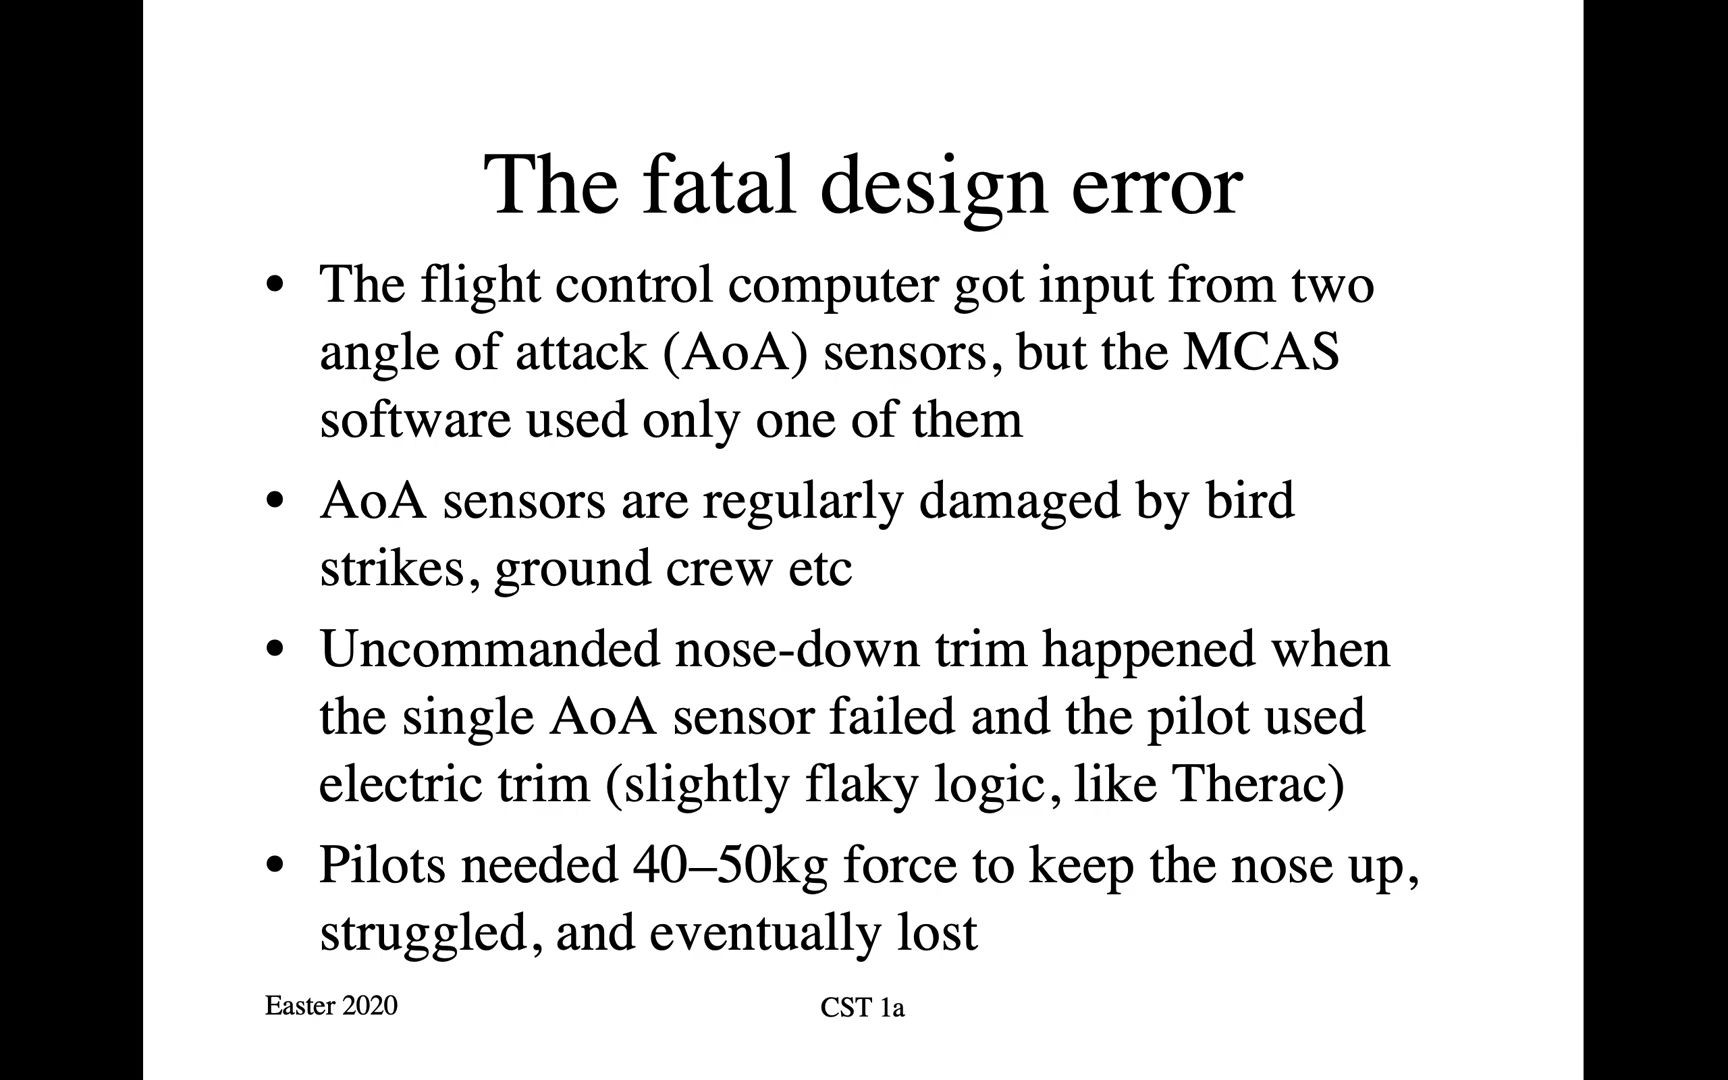 The fatal design error
• The flight control computer got input from two
angle of attack (AoA) sensors, but the MCAS
software used only one of them
• AoA sensors are regularly damaged by bird
strikes, ground crew etc
• Uncommanded nose-down trim happened when
the single AoA sensor failed and the pilot used
electric trim (slightly flaky logic, like Therac)
• Pilots needed 40–50kg force to keep the nose up,
struggled, and eventually lost
Easter 2020
CST 1a